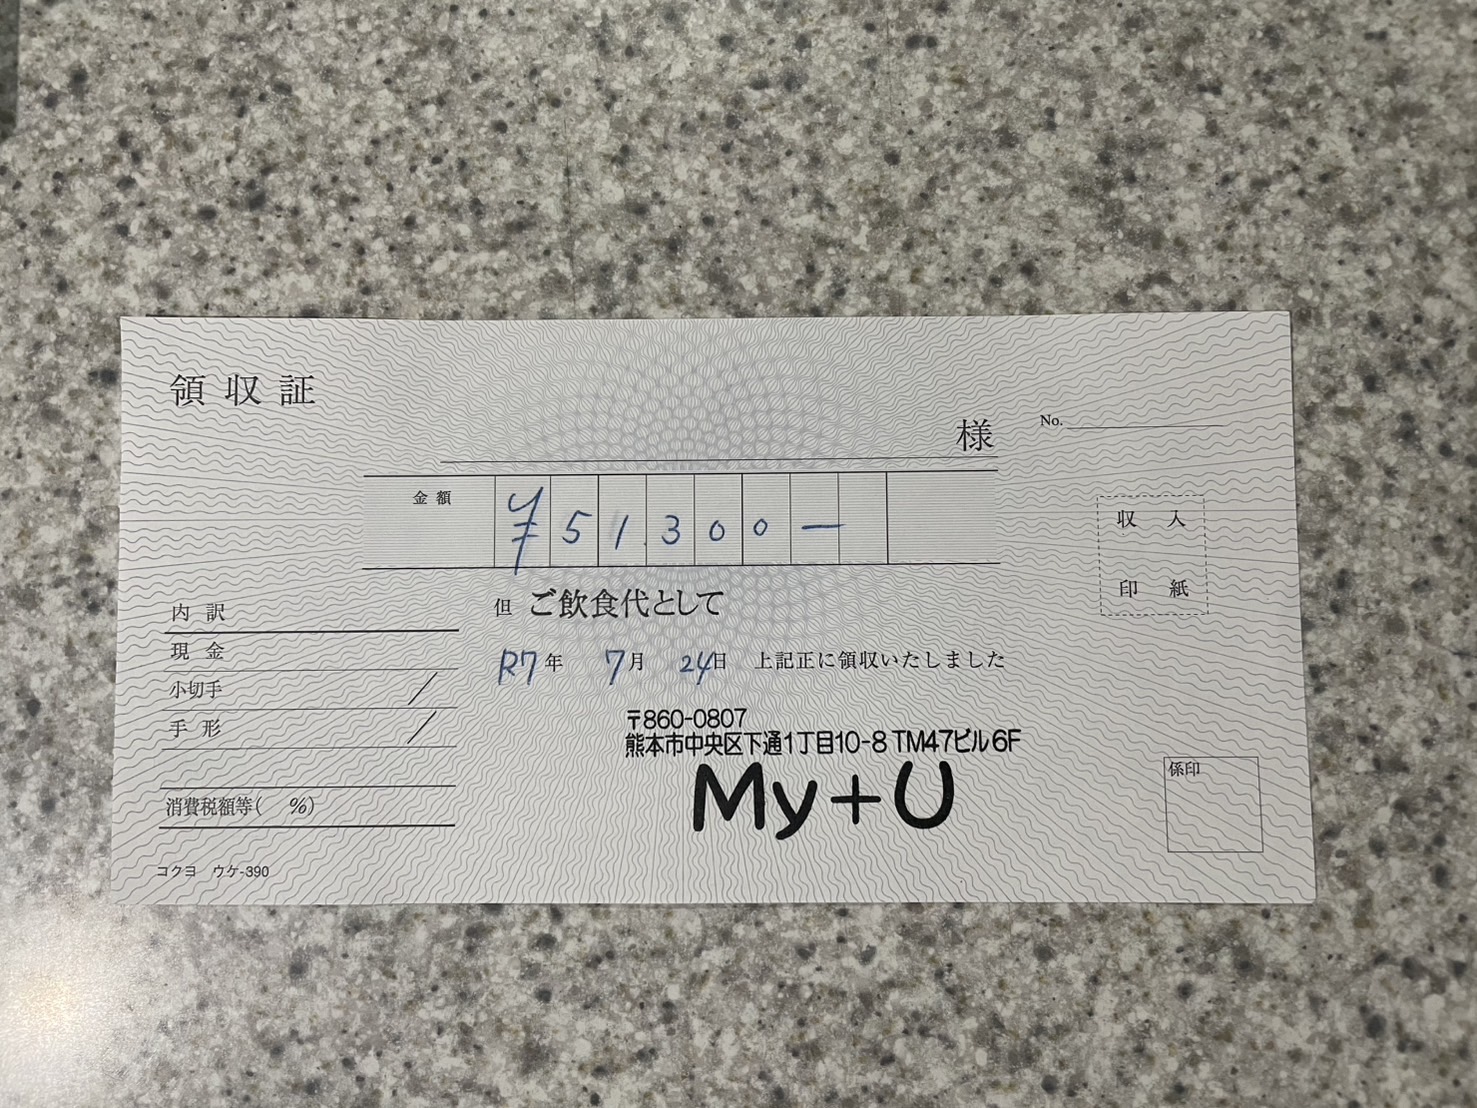 領収証
様
No.
金額 ¥51.300−
収入
印紙
但 ご飲食代として
内訳
現金
小切手 /
手形 /
消費税額等( %)
R7年 7月 24日 上記正に領収いたしました
〒860-0807
熊本市中央区下通1丁目10-8 TM47ビル6F
My+U
係印
コクヨ ウケ-390